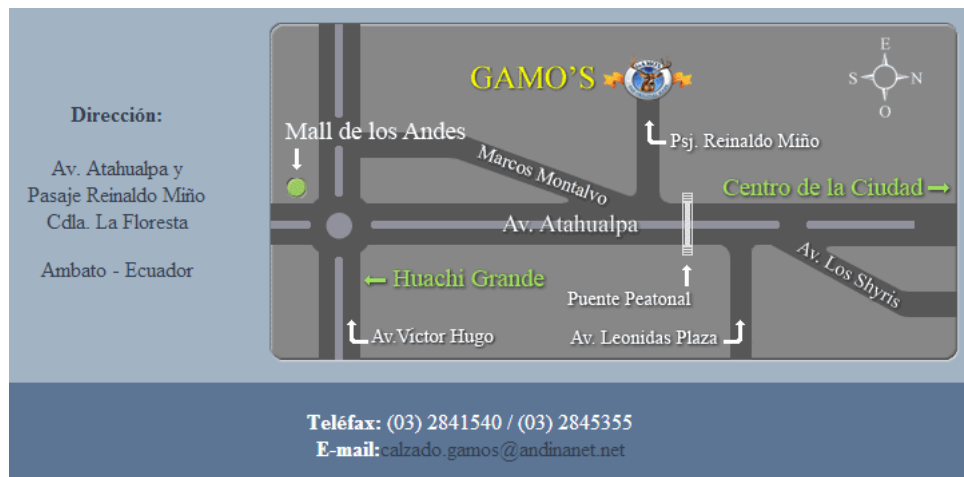 Dirección:
Av. Atahualpa y
Pasaje Reinaldo Miño
Cdla. La Floresta
Ambato - Ecuador
GAMO'S
E
S N
O
Mall de los Andes
Psj. Reinaldo Miño
Marcos Montalvo
Centro de la Ciudad
Av. Atahualpa
Huachi Grande
Av. Los Shyris
Puente Peatonal
Av.Victor Hugo
Av. Leonidas Plaza
Teléfax: (03) 2841540 / (03) 2845355
E-mail:calzado.gamos@andinanet.net